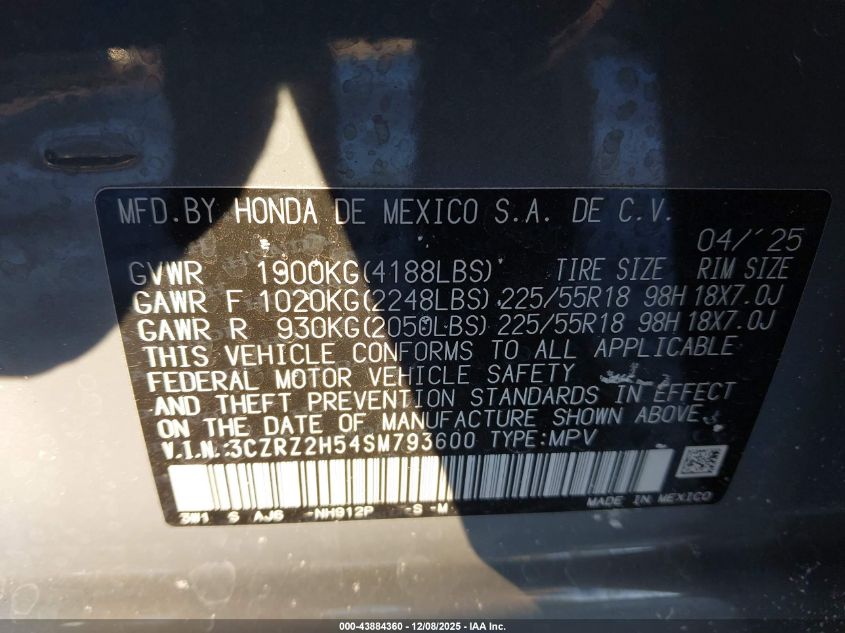 MFD.BY HONDA DE MEXICO S.A. DE C.V.
04/'25
GVWR 1900KG(4188LBS) TIRE SIZE RIM SIZE
GAWR F 1020KG(2248LBS) 225/55R18 98H 18X7.0J
GAWR R 930KG(2050LBS) 225/55R18 98H 18X7.0J
THIS VEHICLE CONFORMS TO ALL APPLICABLE
FEDERAL MOTOR VEHICLE SAFETY
AND THEFT PREVENTION STANDARDS IN EFFECT
ON THE DATE OF MANUFACTURE SHOWN ABOVE.
V.I.N.:3CZRZ2H54SM793600 TYPE:MPV
MADE IN MEXICO
3W1 S AJ6 -NH912P -S -M
000-43884360 - 12/08/2025 - IAA Inc.